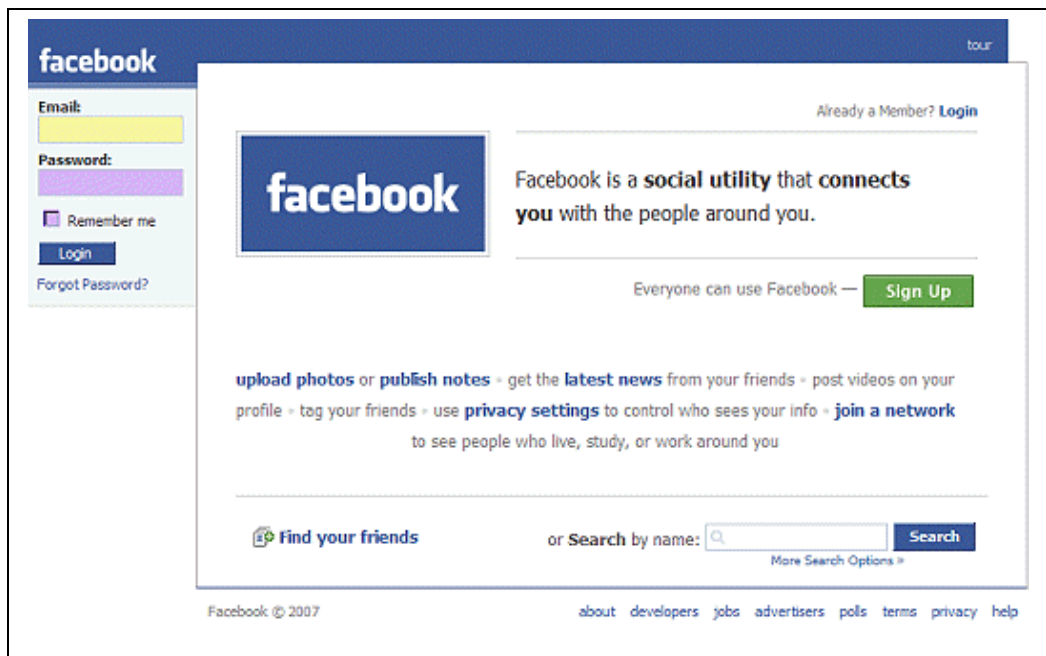 tour
facebook
Email:
Password:
Remember me
Login
Forgot Password?
Already a Member? Login
facebook
Facebook is a social utility that connects
you with the people around you.
Everyone can use Facebook — Sign Up
upload photos or publish notes • get the latest news from your friends • post videos on your
profile • tag your friends • use privacy settings to control who sees your info • join a network
to see people who live, study, or work around you
Find your friends
or Search by name: Search
More Search Options »
Facebook © 2007
about developers jobs advertisers polls terms privacy help